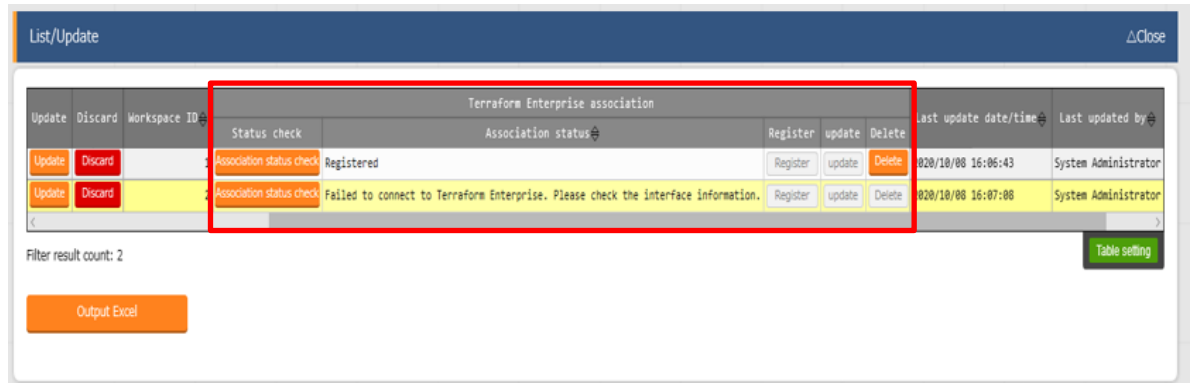 List/Update △Close
Terraform Enterprise association
Update Discard Workspace ID Last update date/time Last updated by
Status check Association status Register update Delete
Update Discard 1 Association status check Registered Register update Delete 2020/10/08 16:06:43 System Administrator
Update Discard 2 Association status check Failed to connect to Terraform Enterprise. Please check the interface information. Register update Delete 2020/10/08 16:07:08 System Administrator
Filter result count: 2
Table setting
Output Excel